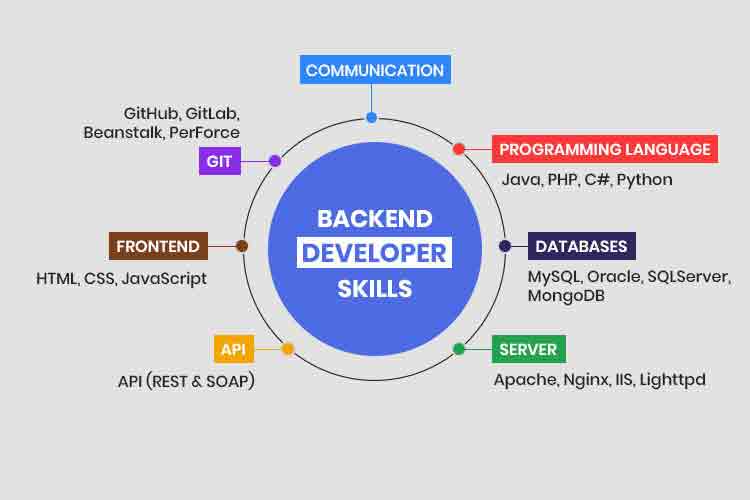 COMMUNICATION
GitHub, GitLab,
Beanstalk, PerForce
GIT
PROGRAMMING LANGUAGE
Java, PHP, C#, Python
BACKEND
DEVELOPER
SKILLS
FRONTEND
HTML, CSS, JavaScript
DATABASES
MySQL, Oracle, SQLServer,
MongoDB
API
API (REST & SOAP)
SERVER
Apache, Nginx, IIS, Lighttpd